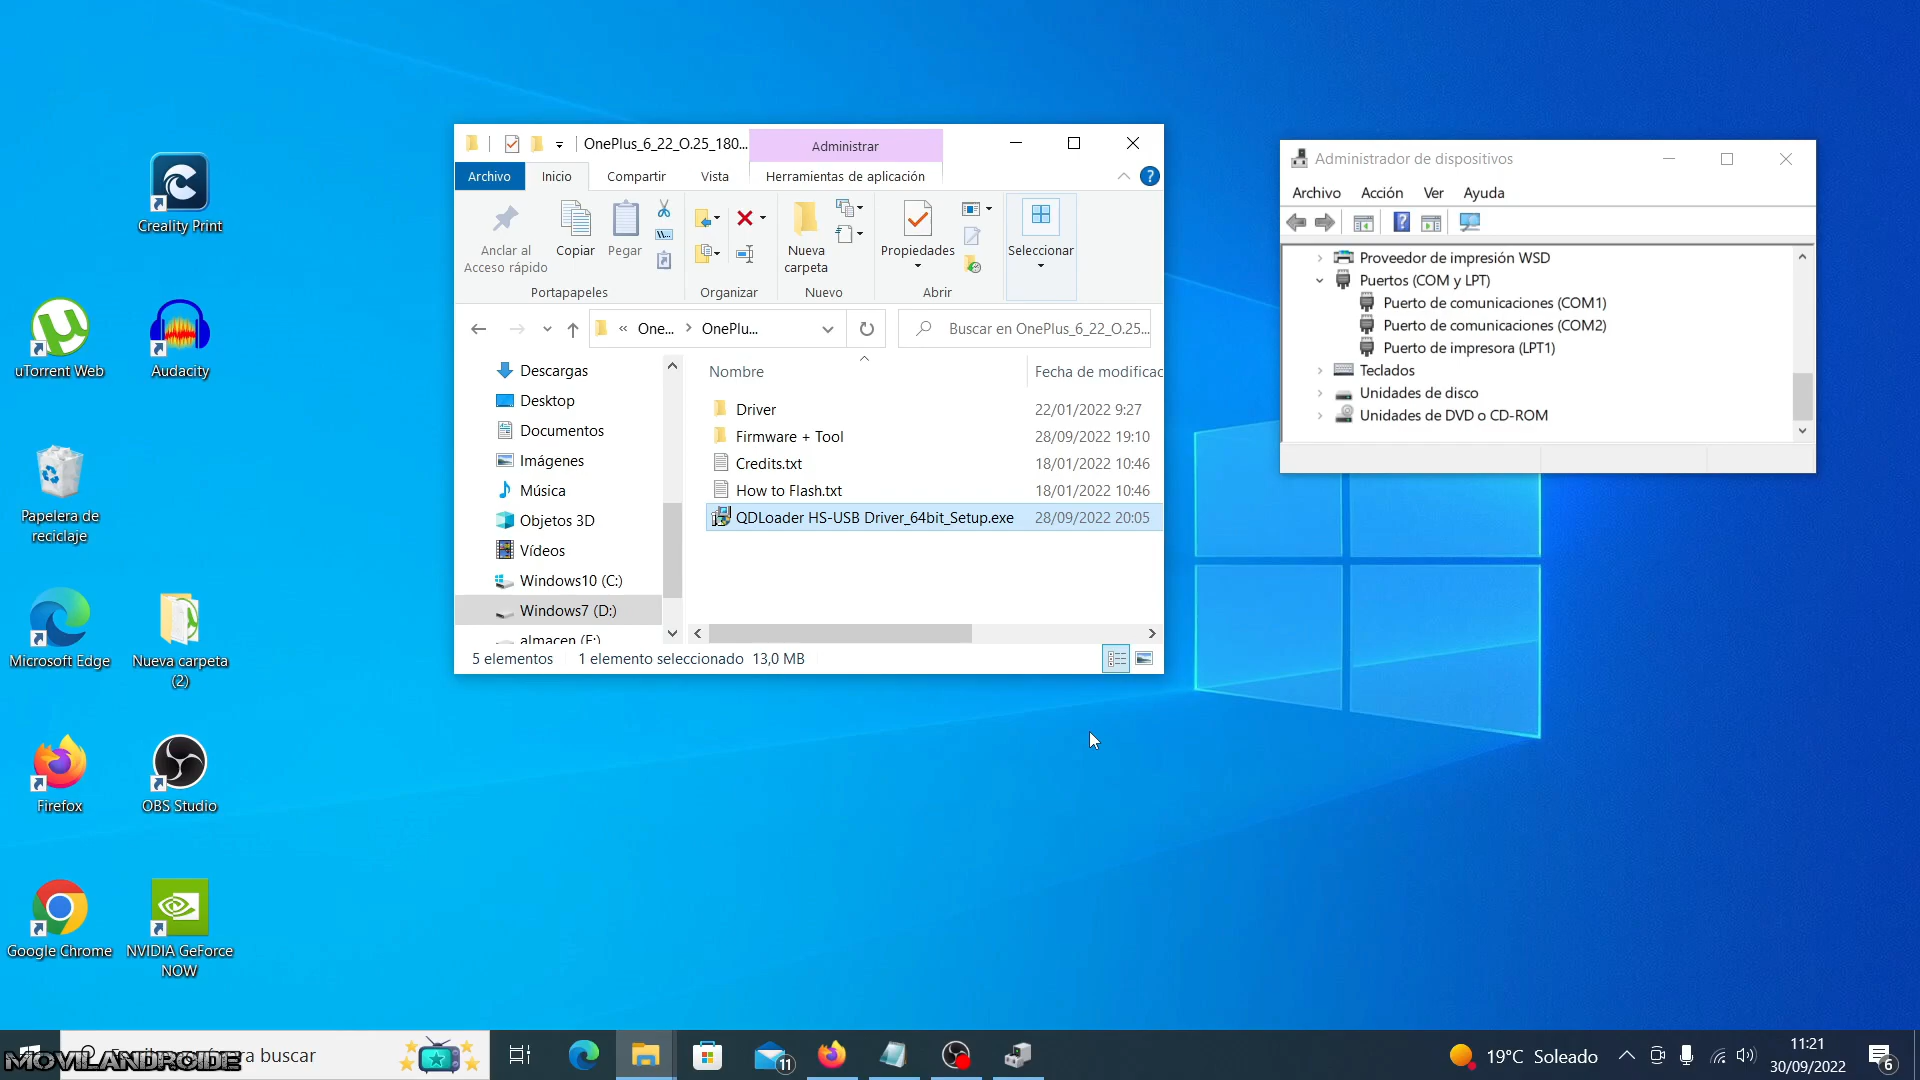 Creality Print
uTorrent Web
Audacity
Papelera de
reciclaje
Microsoft Edge
Nueva carpeta
(2)
Firefox
OBS Studio
Google Chrome
NVIDIA GeForce
NOW
OnePlus_6_22_O.25_180...
Administrar
Archivo
Inicio
Compartir
Vista
Herramientas de aplicación
Anclar al
Acceso rápido
Copiar
Pegar
Nueva
carpeta
Propiedades
Seleccionar
Portapapeles
Organizar
Nuevo
Abrir
« One... > OnePlu...
Buscar en OnePlus_6_22_O.25...
Descargas
Desktop
Documentos
Imágenes
Música
Objetos 3D
Vídeos
Windows10 (C:)
Windows7 (D:)
almacen (E:)
Nombre
Fecha de modificac
Driver
22/01/2022 9:27
Firmware + Tool
28/09/2022 19:10
Credits.txt
18/01/2022 10:46
How to Flash.txt
18/01/2022 10:46
QDLoader HS-USB Driver_64bit_Setup.exe
28/09/2022 20:05
5 elementos
1 elemento seleccionado 13,0 MB
Administrador de dispositivos
Archivo
Acción
Ver
Ayuda
Proveedor de impresión WSD
Puertos (COM y LPT)
Puerto de comunicaciones (COM1)
Puerto de comunicaciones (COM2)
Puerto de impresora (LPT1)
Teclados
Unidades de disco
Unidades de DVD o CD-ROM
MOVILANDROIDE
para buscar
11
19°C Soleado
11:21
30/09/2022
6